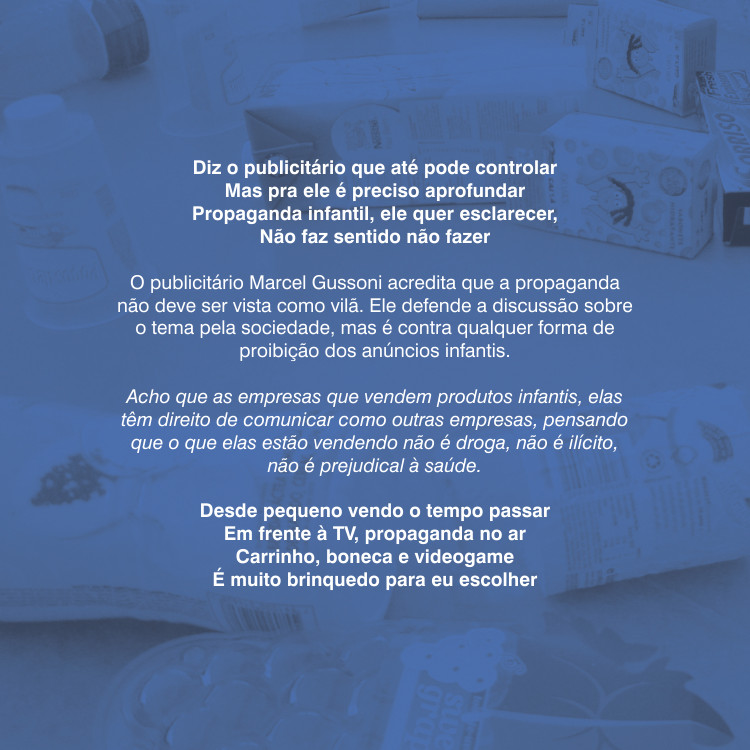 Diz o publicitário que até pode controlar
Mas pra ele é preciso aprofundar
Propaganda infantil, ele quer esclarecer,
Não faz sentido não fazer
O publicitário Marcel Gussoni acredita que a propaganda
não deve ser vista como vilã. Ele defende a discussão sobre
o tema pela sociedade, mas é contra qualquer forma de
proibição dos anúncios infantis.
Acho que as empresas que vendem produtos infantis, elas
têm direito de comunicar como outras empresas, pensando
que o que elas estão vendendo não é droga, não é ilícito,
não é prejudical à saúde.
Desde pequeno vendo o tempo passar
Em frente à TV, propaganda no ar
Carrinho, boneca e videogame
É muito brinquedo para eu escolher